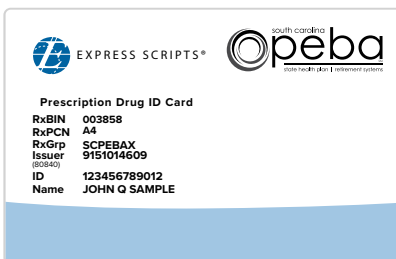 EXPRESS SCRIPTS®
south carolina
peba
state health plan | retirement systems
Prescription Drug ID Card
RxBIN 003858
RxPCN A4
RxGrp SCPEBAX
Issuer 9151014609
(80840)
ID 123456789012
Name JOHN Q SAMPLE